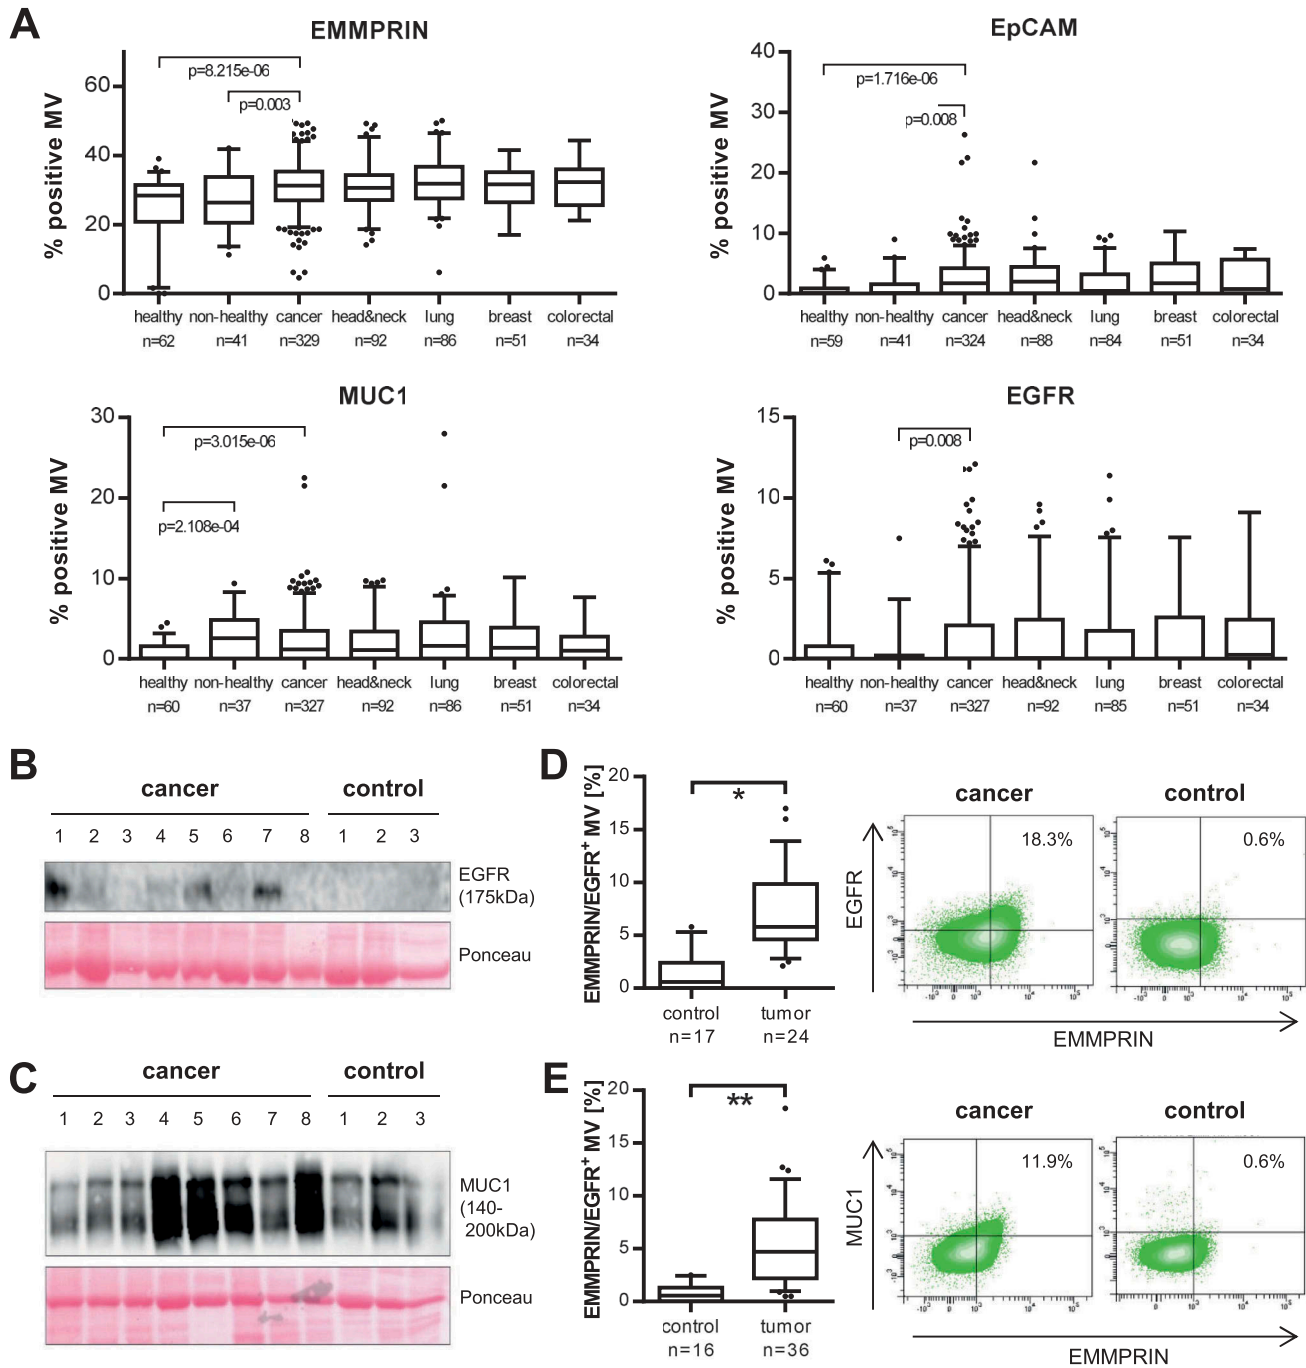 A
EMMPRIN
% positive MV
60
40
20
0
p=8.215e-06
p=0.003
healthy non-healthy cancer head&neck lung breast colorectal
n=62 n=41 n=329 n=92 n=86 n=51 n=34
EpCAM
% positive MV
40
30
20
10
0
p=1.716e-06
p=0.008
healthy non-healthy cancer head&neck lung breast colorectal
n=59 n=41 n=324 n=88 n=84 n=51 n=34
MUC1
% positive MV
30
20
10
0
p=3.015e-06
p=2.108e-04
healthy non-healthy cancer head&neck lung breast colorectal
n=60 n=37 n=327 n=92 n=86 n=51 n=34
EGFR
% positive MV
15
10
5
0
p=0.008
healthy non-healthy cancer head&neck lung breast colorectal
n=60 n=37 n=327 n=92 n=85 n=51 n=34
B
cancer control
1 2 3 4 5 6 7 8 1 2 3
EGFR
(175kDa)
Ponceau
C
cancer control
1 2 3 4 5 6 7 8 1 2 3
MUC1
(140-
200kDa)
Ponceau
D
EMMPRIN/EGFR⁺ MV [%]
20
15
10
5
0
*
control tumor
n=17 n=24
cancer control
18.3% 0.6%
EGFR
EMMPRIN
E
EMMPRIN/EGFR⁺ MV [%]
20
15
10
5
0
**
control tumor
n=16 n=36
cancer control
11.9% 0.6%
MUC1
EMMPRIN